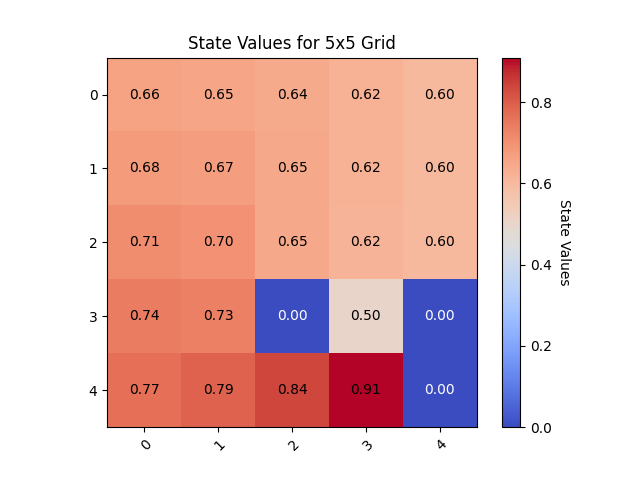 State Values for 5x5 Grid
0 0.66 0.65 0.64 0.62 0.60
1 0.68 0.67 0.65 0.62 0.60
2 0.71 0.70 0.65 0.62 0.60
3 0.74 0.73 0.00 0.50 0.00
4 0.77 0.79 0.84 0.91 0.00
0 1 2 3 4
0.8
0.6
0.4
0.2
0.0
State Values